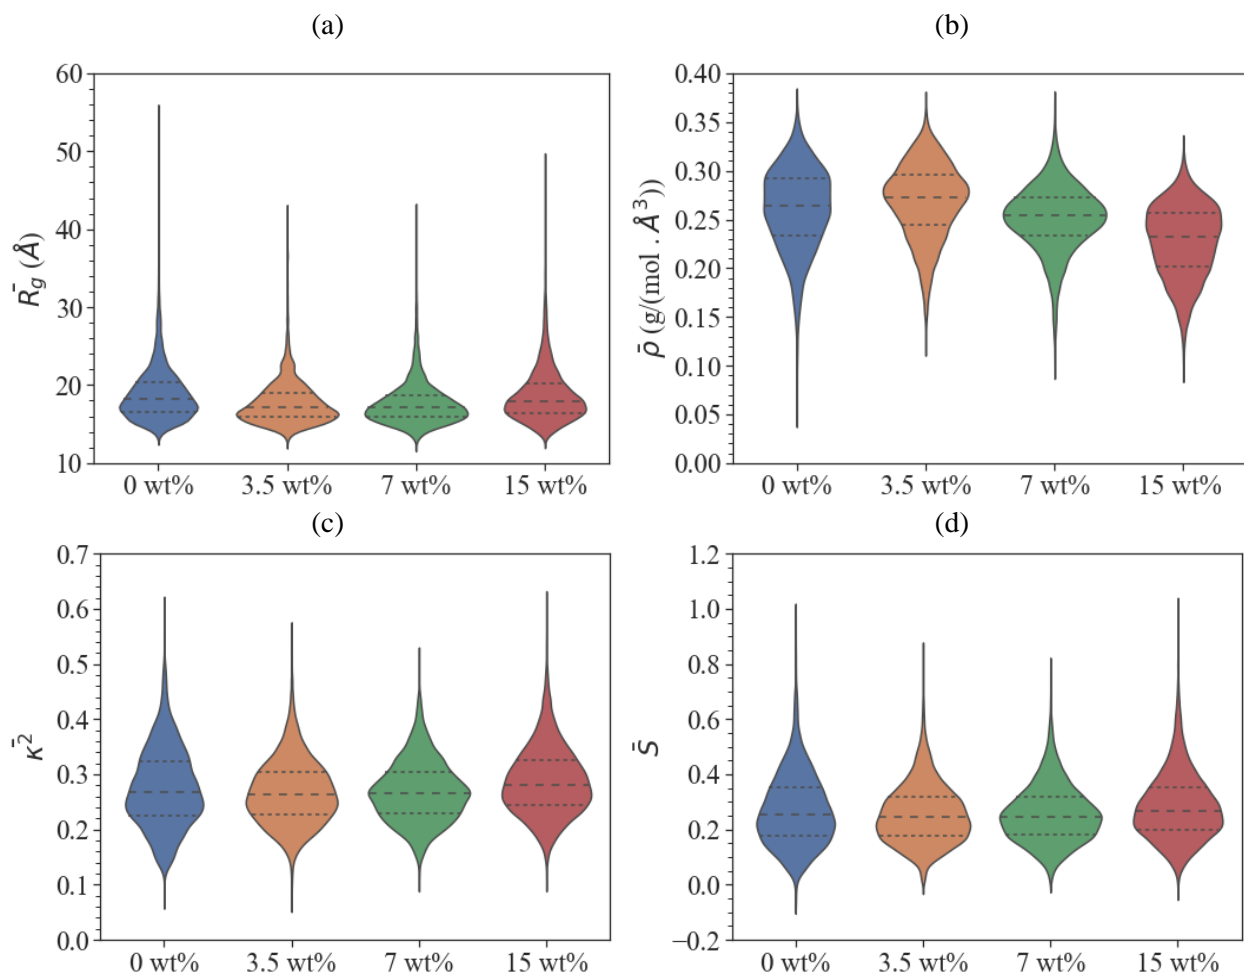 (a)
(b)
60
50
40
30
20
10
R̄g (Å)
0 wt%
3.5 wt%
7 wt%
15 wt%
0.40
0.35
0.30
0.25
0.20
0.15
0.10
0.05
0.00
ρ̄ (g/(mol . Å³))
0 wt%
3.5 wt%
7 wt%
15 wt%
(c)
(d)
0.7
0.6
0.5
0.4
0.3
0.2
0.1
0.0
κ̄²
0 wt%
3.5 wt%
7 wt%
15 wt%
1.2
1.0
0.8
0.6
0.4
0.2
0.0
−0.2
S̄
0 wt%
3.5 wt%
7 wt%
15 wt%